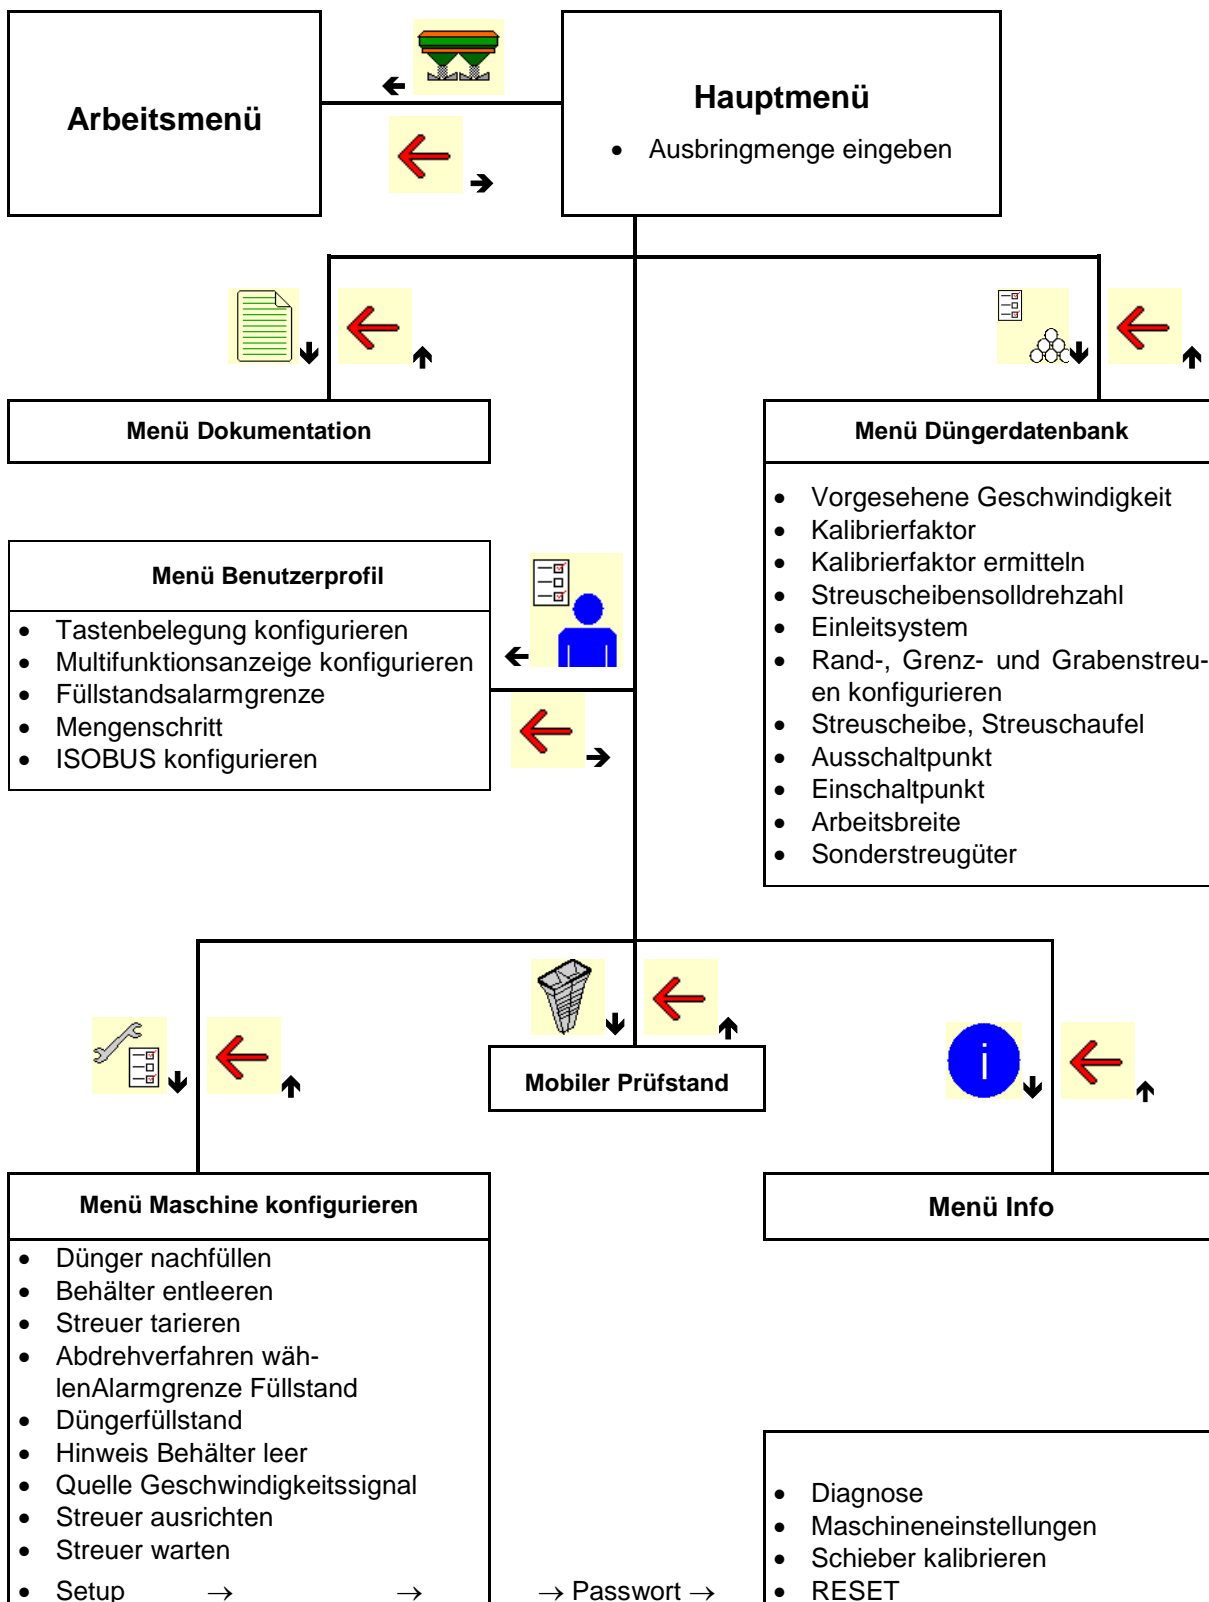 Arbeitsmenü
Hauptmenü
• Ausbringmenge eingeben
Menü Dokumentation
Menü Düngerdatenbank
• Vorgesehene Geschwindigkeit
• Kalibrierfaktor
• Kalibrierfaktor ermitteln
• Streuscheibensolldrehzahl
• Einleitsystem
• Rand-, Grenz- und Grabenstreu-
en konfigurieren
• Streuscheibe, Streuschaufel
• Ausschaltpunkt
• Einschaltpunkt
• Arbeitsbreite
• Sonderstreugüter
Menü Benutzerprofil
• Tastenbelegung konfigurieren
• Multifunktionsanzeige konfigurieren
• Füllstandsalarmgrenze
• Mengenschritt
• ISOBUS konfigurieren
Mobiler Prüfstand
i
Menü Maschine konfigurieren
• Dünger nachfüllen
• Behälter entleeren
• Streuer tarieren
• Abdrehverfahren wäh-
lenAlarmgrenze Füllstand
• Düngerfüllstand
• Hinweis Behälter leer
• Quelle Geschwindigkeitssignal
• Streuer ausrichten
• Streuer warten
• Setup → → → Passwort →
Menü Info
• Diagnose
• Maschineneinstellungen
• Schieber kalibrieren
• RESET